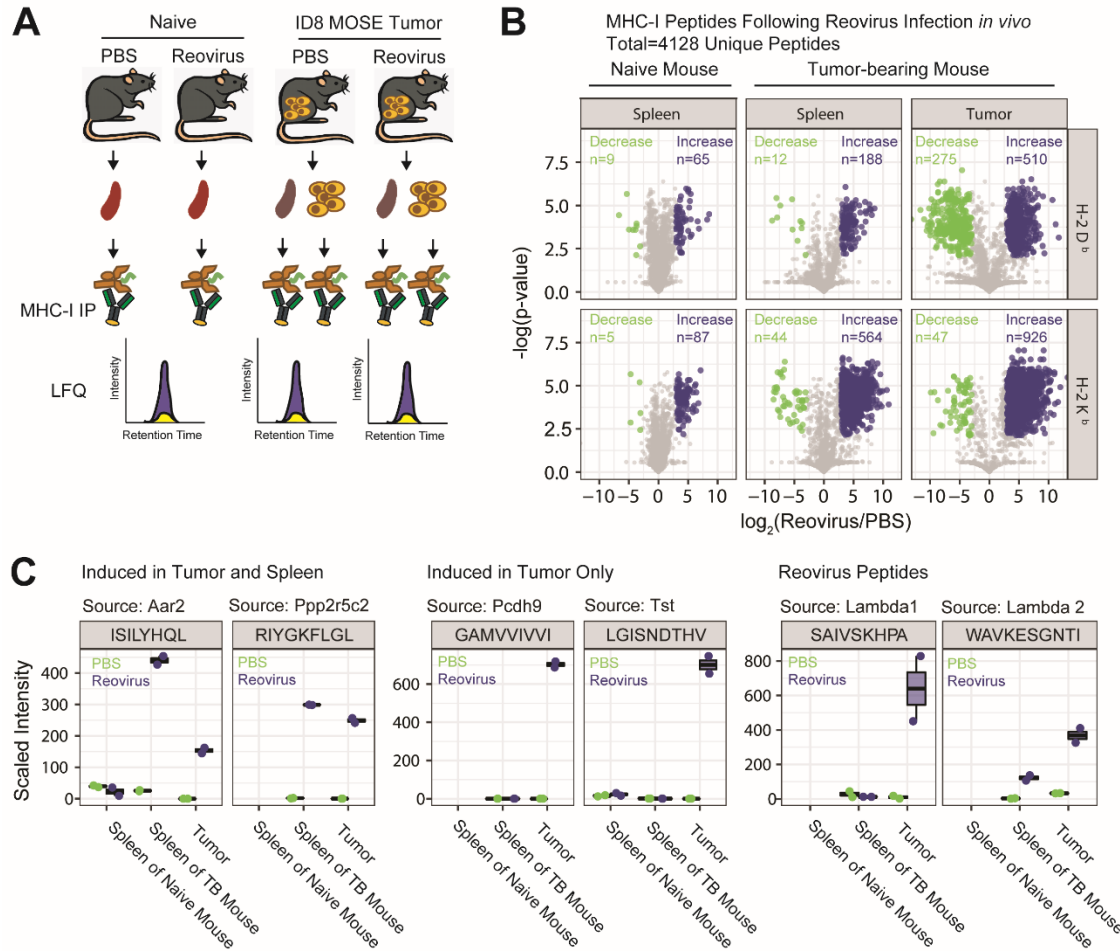 A
Naive
ID8 MOSE Tumor
PBS
Reovirus
PBS
Reovirus
MHC-I IP
LFQ
Intensity
Retention Time
Intensity
Retention Time
Intensity
Retention Time
B
MHC-I Peptides Following Reovirus Infection in vivo
Total=4128 Unique Peptides
Naive Mouse
Tumor-bearing Mouse
Spleen
Spleen
Tumor
Decrease
n=9
Increase
n=65
Decrease
n=12
Increase
n=188
Decrease
n=275
Increase
n=510
H-2 D b
7.5
5.0
2.5
0.0
Decrease
n=5
Increase
n=87
Decrease
n=44
Increase
n=564
Decrease
n=47
Increase
n=926
H-2 K b
7.5
5.0
2.5
0.0
-log(p-value)
-10 -5 0 5 10
-10 -5 0 5 10
-10 -5 0 5 10
log2(Reovirus/PBS)
C
Induced in Tumor and Spleen
Source: Aar2
Source: Ppp2r5c2
ISILYHQL
RIYGKFLGL
PBS
Reovirus
PBS
Reovirus
Scaled Intensity
400
300
200
100
0
Spleen of Naive Mouse
Spleen of TB Mouse
Tumor
Spleen of Naive Mouse
Spleen of TB Mouse
Tumor
Induced in Tumor Only
Source: Pcdh9
Source: Tst
GAMVVIVVI
LGISNDTHV
PBS
Reovirus
PBS
Reovirus
600
400
200
0
Spleen of Naive Mouse
Spleen of TB Mouse
Tumor
Spleen of Naive Mouse
Spleen of TB Mouse
Tumor
Reovirus Peptides
Source: Lambda1
Source: Lambda 2
SAIVSKHPA
WAVKESGNTI
PBS
Reovirus
PBS
Reovirus
800
600
400
200
0
Spleen of Naive Mouse
Spleen of TB Mouse
Tumor
Spleen of Naive Mouse
Spleen of TB Mouse
Tumor